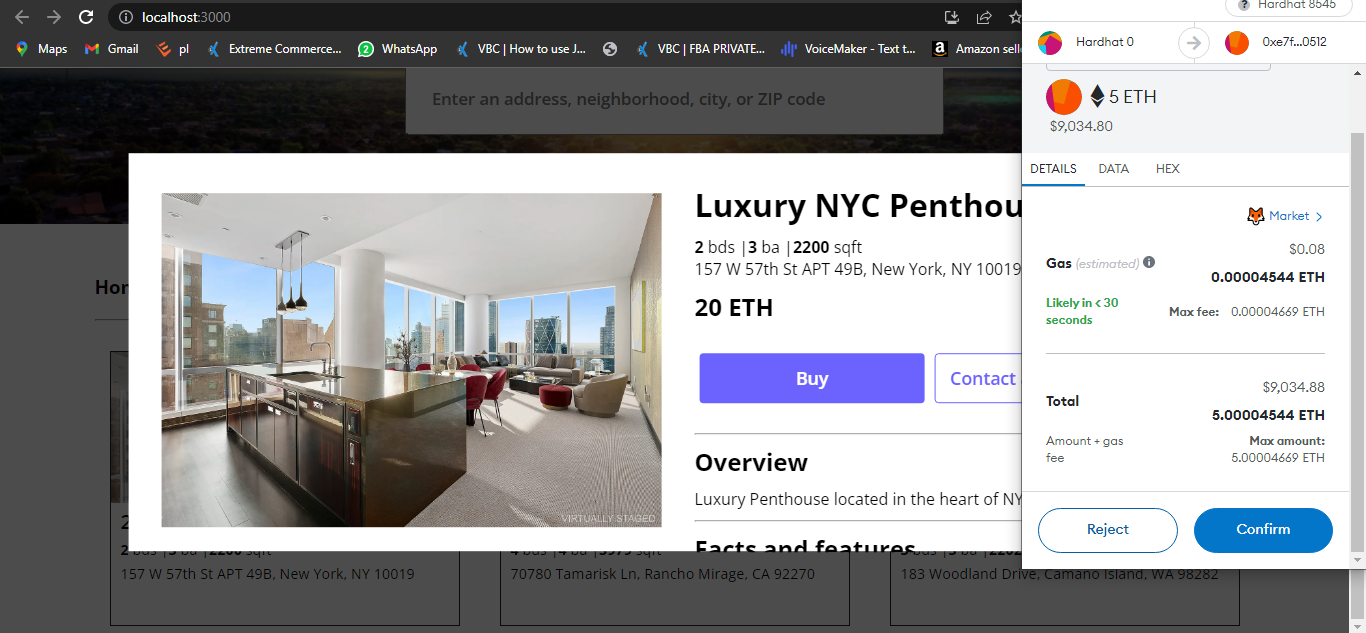 localhost:3000
Maps
Gmail
pl
Extreme Commerce...
WhatsApp
VBC | How to use J...
VBC | FBA PRIVATE...
VoiceMaker - Text t...
Amazon sell
Enter an address, neighborhood, city, or ZIP code
Luxury NYC Penthou
2 bds |3 ba |2200 sqft
157 W 57th St APT 49B, New York, NY 10019
20 ETH
Buy
Contact
Overview
Luxury Penthouse located in the heart of NY
Facts and features
VIRTUALLY STAGED
Hor
2
2 bds |3 ba |2200 sqft
157 W 57th St APT 49B, New York, NY 10019
4 bds |4 ba |3979 sqft
70780 Tamarisk Ln, Rancho Mirage, CA 92270
183 Woodland Drive, Camano Island, WA 98282
Hardhat 8545
Hardhat 0
0xe7f...0512
5 ETH
$9,034.80
DETAILS
DATA
HEX
Market
Gas (estimated)
$0.08
0.00004544 ETH
Likely in < 30
seconds
Max fee: 0.00004669 ETH
Total
$9,034.88
5.00004544 ETH
Amount + gas
fee
Max amount:
5.00004669 ETH
Reject
Confirm